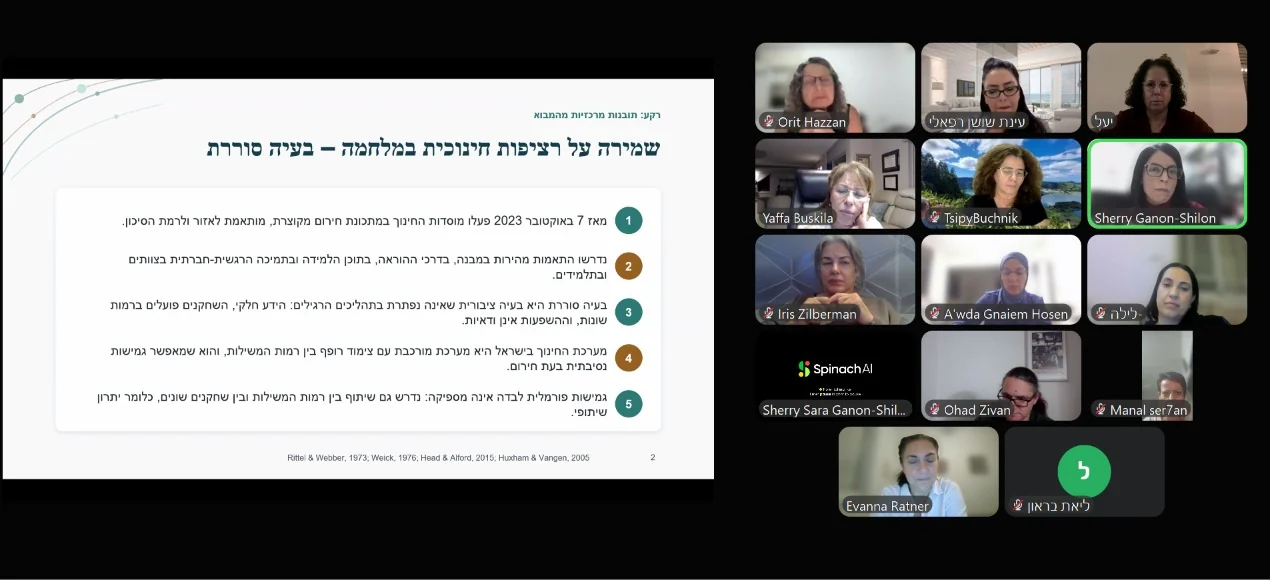 רקע: תובנות מרכזיות מהמבוא
שמירה על רציפות חינוכית במלחמה – בעיה סוררת
1 מאז 7 באוקטובר 2023 פעלו מוסדות החינוך במתכונת חירום מקוצרת, מותאמת לאזור ולרמת הסיכון.
2 נדרשו התאמות מהירות במבנה, בדרכי ההוראה, בתוכן הלמידה ובתמיכה הרגשית-חברתית בצוותים
ובתלמידים.
3 בעיה סוררת היא בעיה ציבורית שאינה נפתרת בתהליכים הרגילים: הידע חלקי, השחקנים פועלים ברמות
שונות, וההשפעות אינן ודאיות.
4 מערכת החינוך בישראל היא מערכת מורכבת עם צימוד רופף בין רמות המשילות, והוא שמאפשר גמישות
נסיבתית בעת חירום.
5 גמישות פורמלית לבדה אינה מספיקה: נדרש גם שיתוף בין רמות המשילות ובין שחקנים שונים, כלומר יתרון
שיתופי.
Rittel & Webber, 1973; Weick, 1976; Head & Alford, 2015; Huxham & Vangen, 2005
2
Orit Hazzan
עינת שושן רפאלי
יעל
Yaffa Buskila
TsipyBuchnik
Sherry Ganon-Shilon
Iris Zilberman
A'wda Gnaiem Hosen
לילה-
SpinachAI
Sherry Sara Ganon-Shil...
Ohad Zivan
Manal ser7an
Evanna Ratner
ל
ליאת בראון